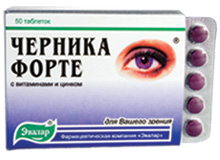 50 таблеток
ЧЕРНИКА
ФОРТЕ
с витаминами и цинком
для Вашего зрения
Эвалар
Фармацевтическая компания "Эвалар"